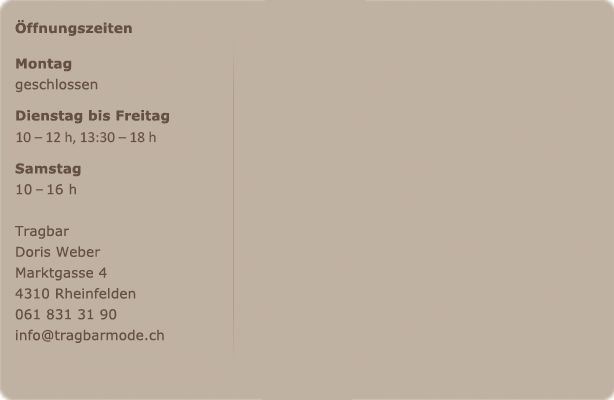 Öffnungszeiten
Montag
geschlossen
Dienstag bis Freitag
10 – 12 h, 13:30 – 18 h
Samstag
10 – 16 h
Tragbar
Doris Weber
Marktgasse 4
4310 Rheinfelden
061 831 31 90
info@tragbarmode.ch